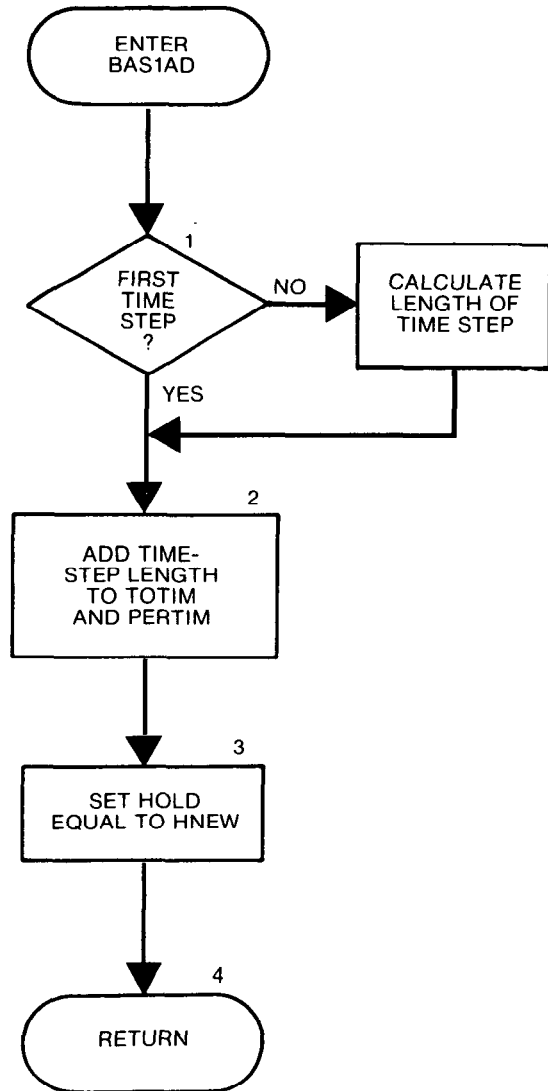 ENTER
BAS1AD
1
FIRST
TIME
STEP
?
NO
CALCULATE
LENGTH OF
TIME STEP
YES
2
ADD TIME-
STEP LENGTH
TO TOTIM
AND PERTIM
3
SET HOLD
EQUAL TO HNEW
4
RETURN